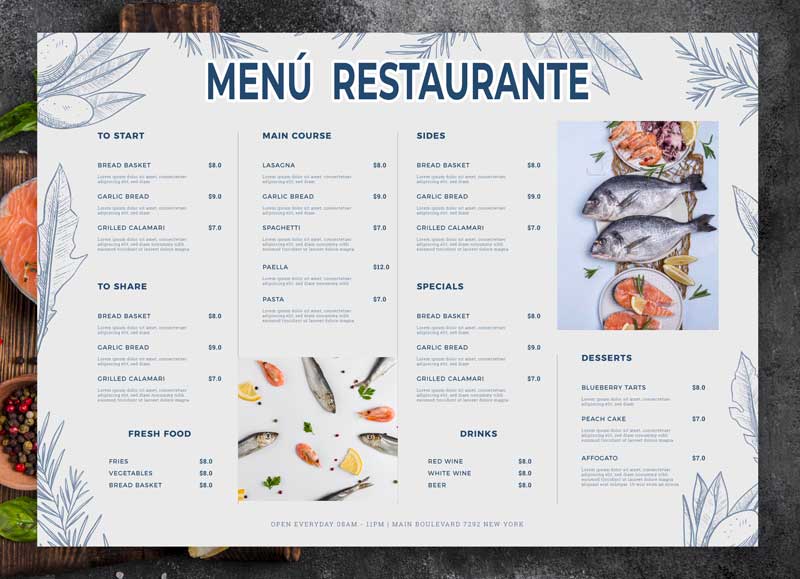 MENÚ RESTAURANTE
TO START
BREAD BASKET $8.0
Lorem ipsum dolor sit amet, consectetuer
adipiscing elit, sed diam
GARLIC BREAD $9.0
Lorem ipsum dolor sit amet, consectetuer
adipiscing elit, sed diam
GRILLED CALAMARI $7.0
Lorem ipsum dolor sit amet, consectetuer
adipiscing elit, sed diam nonummy nibh
euismod tincidunt ut laoreet dolore magna
TO SHARE
BREAD BASKET $8.0
Lorem ipsum dolor sit amet, consectetuer
adipiscing elit, sed diam
GARLIC BREAD $9.0
Lorem ipsum dolor sit amet, consectetuer
adipiscing elit, sed diam
GRILLED CALAMARI $7.0
Lorem ipsum dolor sit amet, consectetuer
adipiscing elit, sed diam nonummy nibh
euismod tincidunt ut laoreet dolore magna
FRESH FOOD
FRIES $8.0
VEGETABLES $8.0
BREAD BASKET $8.0
MAIN COURSE
LASAGNA $8.0
Lorem ipsum dolor sit amet, consectetuer
adipiscing elit, sed diam
GARLIC BREAD $9.0
Lorem ipsum dolor sit amet, consectetuer
adipiscing elit, sed diam
SPAGHETTI $7.0
Lorem ipsum dolor sit amet, consectetuer
adipiscing elit, sed diam nonummy nibh
euismod tincidunt ut laoreet dolore magna
PAELLA $12.0
Lorem ipsum dolor sit amet, consectetuer
adipiscing elit, sed diam
PASTA $7.0
Lorem ipsum dolor sit amet, consectetuer
adipiscing elit, sed diam nonummy nibh
euismod tincidunt ut laoreet dolore magna
SIDES
BREAD BASKET $8.0
Lorem ipsum dolor sit amet, consectetuer
adipiscing elit, sed diam
GARLIC BREAD $9.0
Lorem ipsum dolor sit amet, consectetuer
adipiscing elit, sed diam
GRILLED CALAMARI $7.0
Lorem ipsum dolor sit amet, consectetuer
adipiscing elit, sed diam nonummy nibh
euismod tincidunt ut laoreet dolore magna
SPECIALS
BREAD BASKET $8.0
Lorem ipsum dolor sit amet, consectetuer
adipiscing elit, sed diam
GARLIC BREAD $9.0
Lorem ipsum dolor sit amet, consectetuer
adipiscing elit, sed diam
GRILLED CALAMARI $7.0
Lorem ipsum dolor sit amet, consectetuer
adipiscing elit, sed diam nonummy nibh
euismod tincidunt ut laoreet dolore magna
DRINKS
RED WINE $8.0
WHITE WINE $8.0
BEER $8.0
DESSERTS
BLUEBERRY TARTS $8.0
Lorem ipsum dolor sit amet, consectetuer
adipiscing elit, sed diam
PEACH CAKE $7.0
Lorem ipsum dolor sit amet, consectetuer
adipiscing elit, sed diam nonummy nibh
euismod tincidunt ut laoreet dolore magna
AFFOGATO $7.0
Lorem ipsum dolor sit amet, consectetuer
adipiscing elit, sed diam nonummy nibh
euismod tincidunt ut laoreet dolore magna
aliquam erat volutpat. Ut wisi enim
OPEN EVERYDAY 08AM - 11PM | MAIN BOULEVARD 7292 NEW YORK